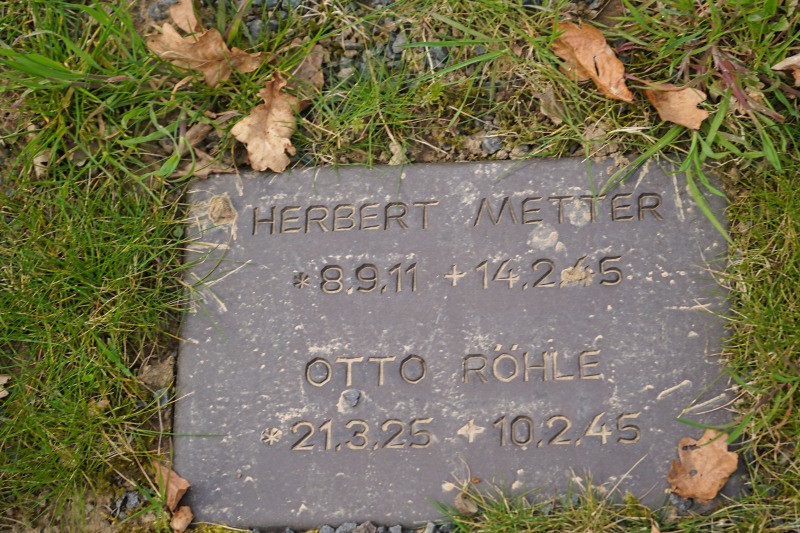 HERBERT METTER
*8.9.11 +14.2.45
OTTO RÖHLE
*21.3.25 +10.2.45